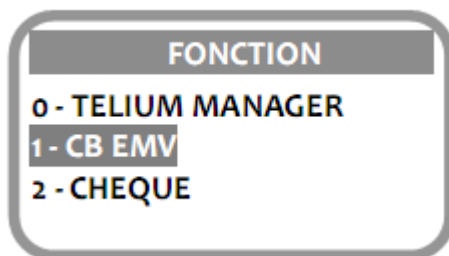 FONCTION
0 - TELIUM MANAGER
1 - CB EMV
2 - CHEQUE